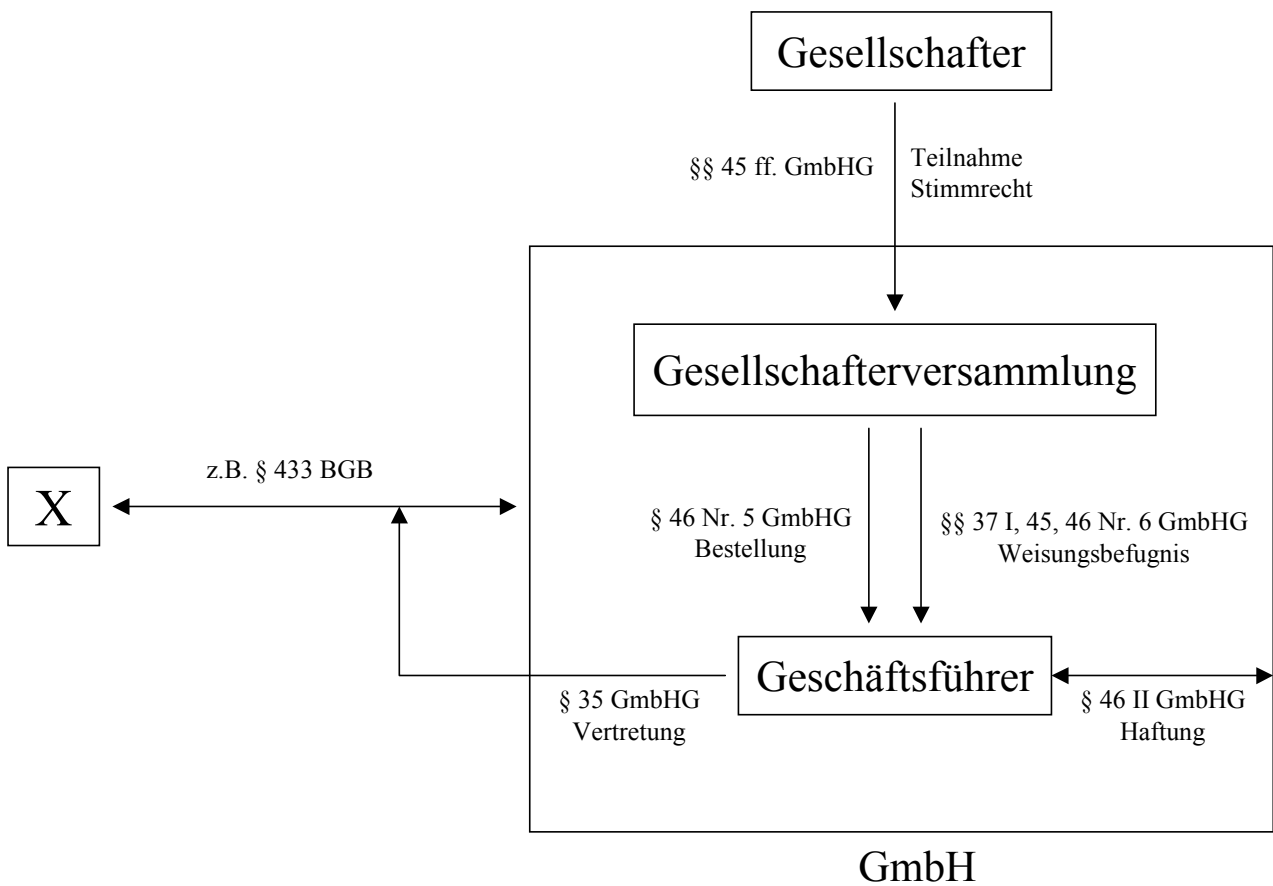 Gesellschafter
§§ 45 ff. GmbHG
Teilnahme
Stimmrecht
Gesellschafterversammlung
z.B. § 433 BGB
X
§ 46 Nr. 5 GmbHG
Bestellung
§§ 37 I, 45, 46 Nr. 6 GmbHG
Weisungsbefugnis
Geschäftsführer
§ 35 GmbHG
Vertretung
§ 46 II GmbHG
Haftung
GmbH